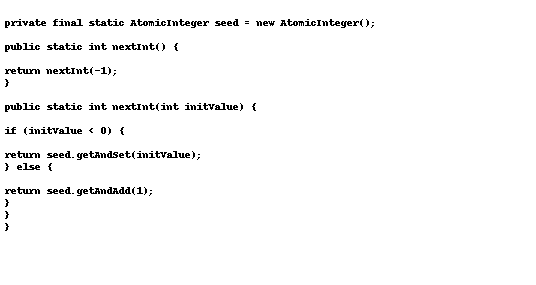 private final static AtomicInteger seed = new AtomicInteger();
public static int nextInt() {
return nextInt(-1);
}
public static int nextInt(int initValue) {
if (initValue < 0) {
return seed.getAndSet(initValue);
} else {
return seed.getAndAdd(1);
}
}
}